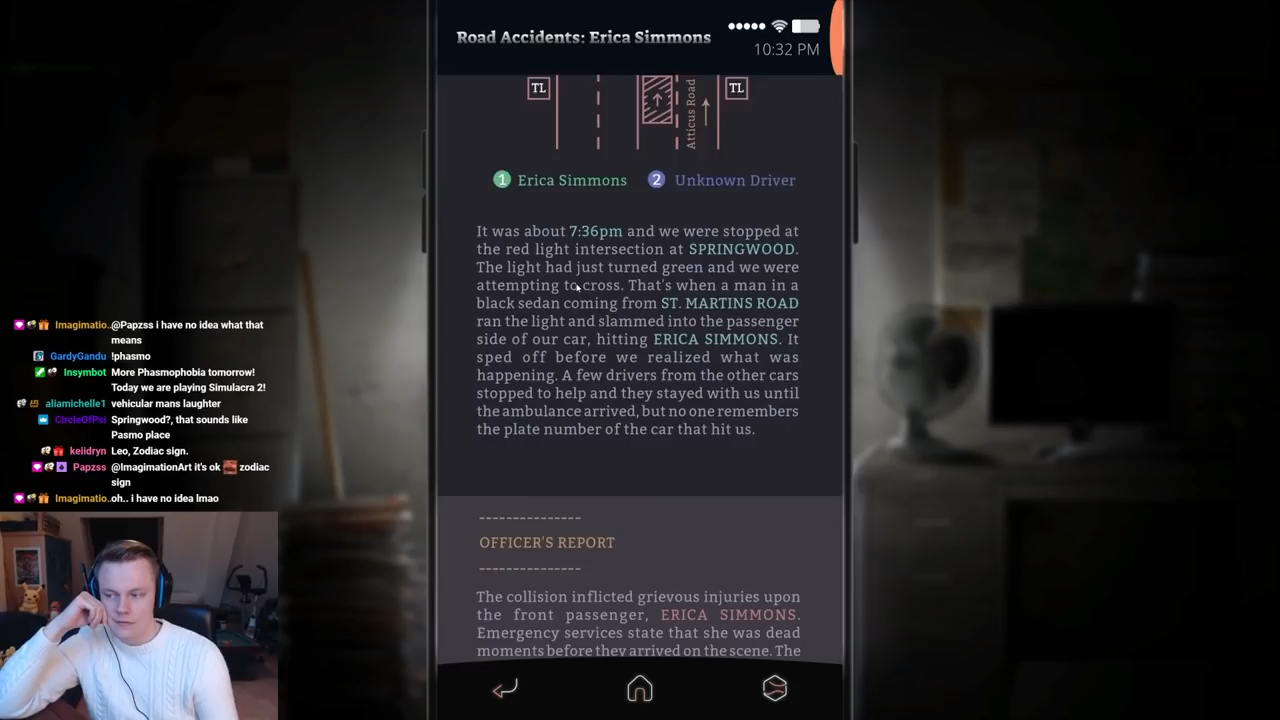 Road Accidents: Erica Simmons
10:32 PM
TL
Atticus Road
TL
1 Erica Simmons
2 Unknown Driver
It was about 7:36pm and we were stopped at
the red light intersection at SPRINGWOOD.
The light had just turned green and we were
attempting to cross. That's when a man in a
black sedan coming from ST. MARTINS ROAD
ran the light and slammed into the passenger
side of our car, hitting ERICA SIMMONS. It
sped off before we realized what was
happening. A few drivers from the other cars
stopped to help and they stayed with us until
the ambulance arrived, but no one remembers
the plate number of the car that hit us.
---------------
OFFICER'S REPORT
---------------
The collision inflicted grievous injuries upon
the front passenger, ERICA SIMMONS.
Emergency services state that she was dead
moments before they arrived on the scene. The
Imagimatio.. @Papzss i have no idea what that
means
GardyGandu !phasmo
Insymbot More Phasmophobia tomorrow!
Today we are playing Simulacra 2!
aliamichelle1 vehicular mans laughter
CircleOfPsi Springwood?, that sounds like
Pasmo place
keiidryn Leo, Zodiac sign.
Papzss @ImagimationArt it's ok zodiac
sign
Imagimatio.. oh.. i have no idea lmao